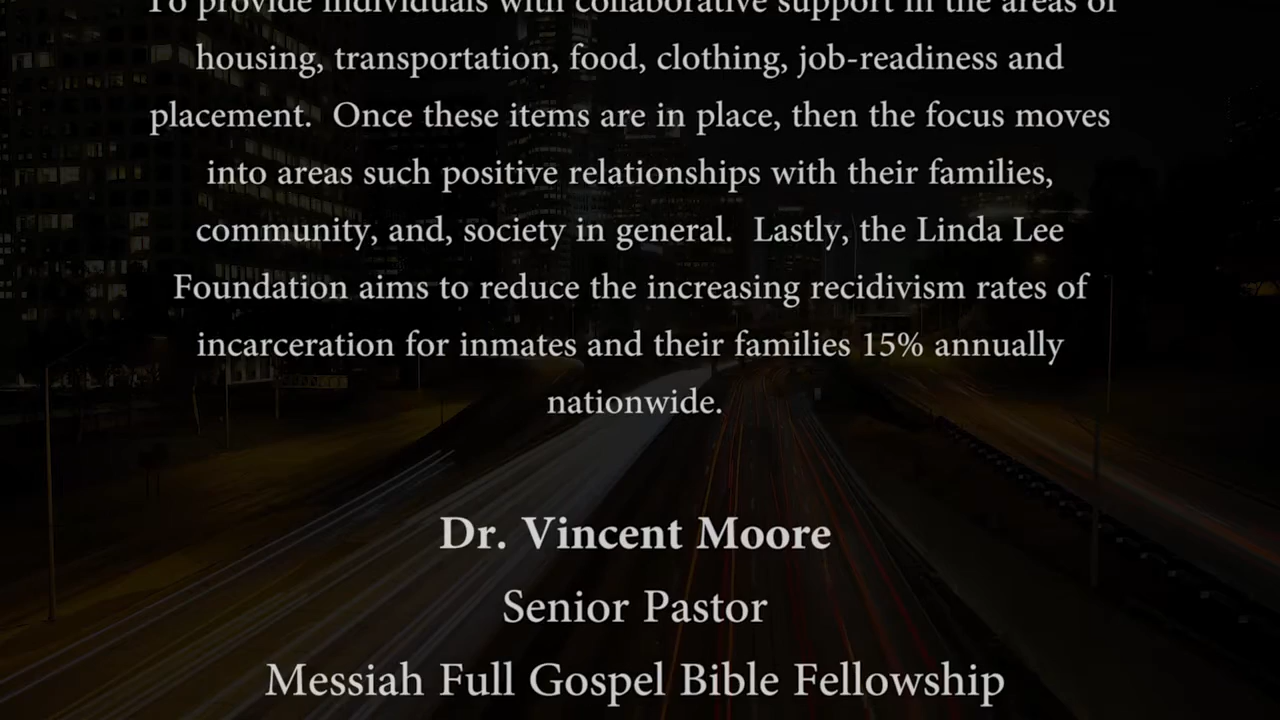 To provide individuals with collaborative support in the areas of
housing, transportation, food, clothing, job-readiness and
placement.  Once these items are in place, then the focus moves
into areas such positive relationships with their families,
community, and, society in general.  Lastly, the Linda Lee
Foundation aims to reduce the increasing recidivism rates of
incarceration for inmates and their families 15% annually
nationwide.
Dr. Vincent Moore
Senior Pastor
Messiah Full Gospel Bible Fellowship